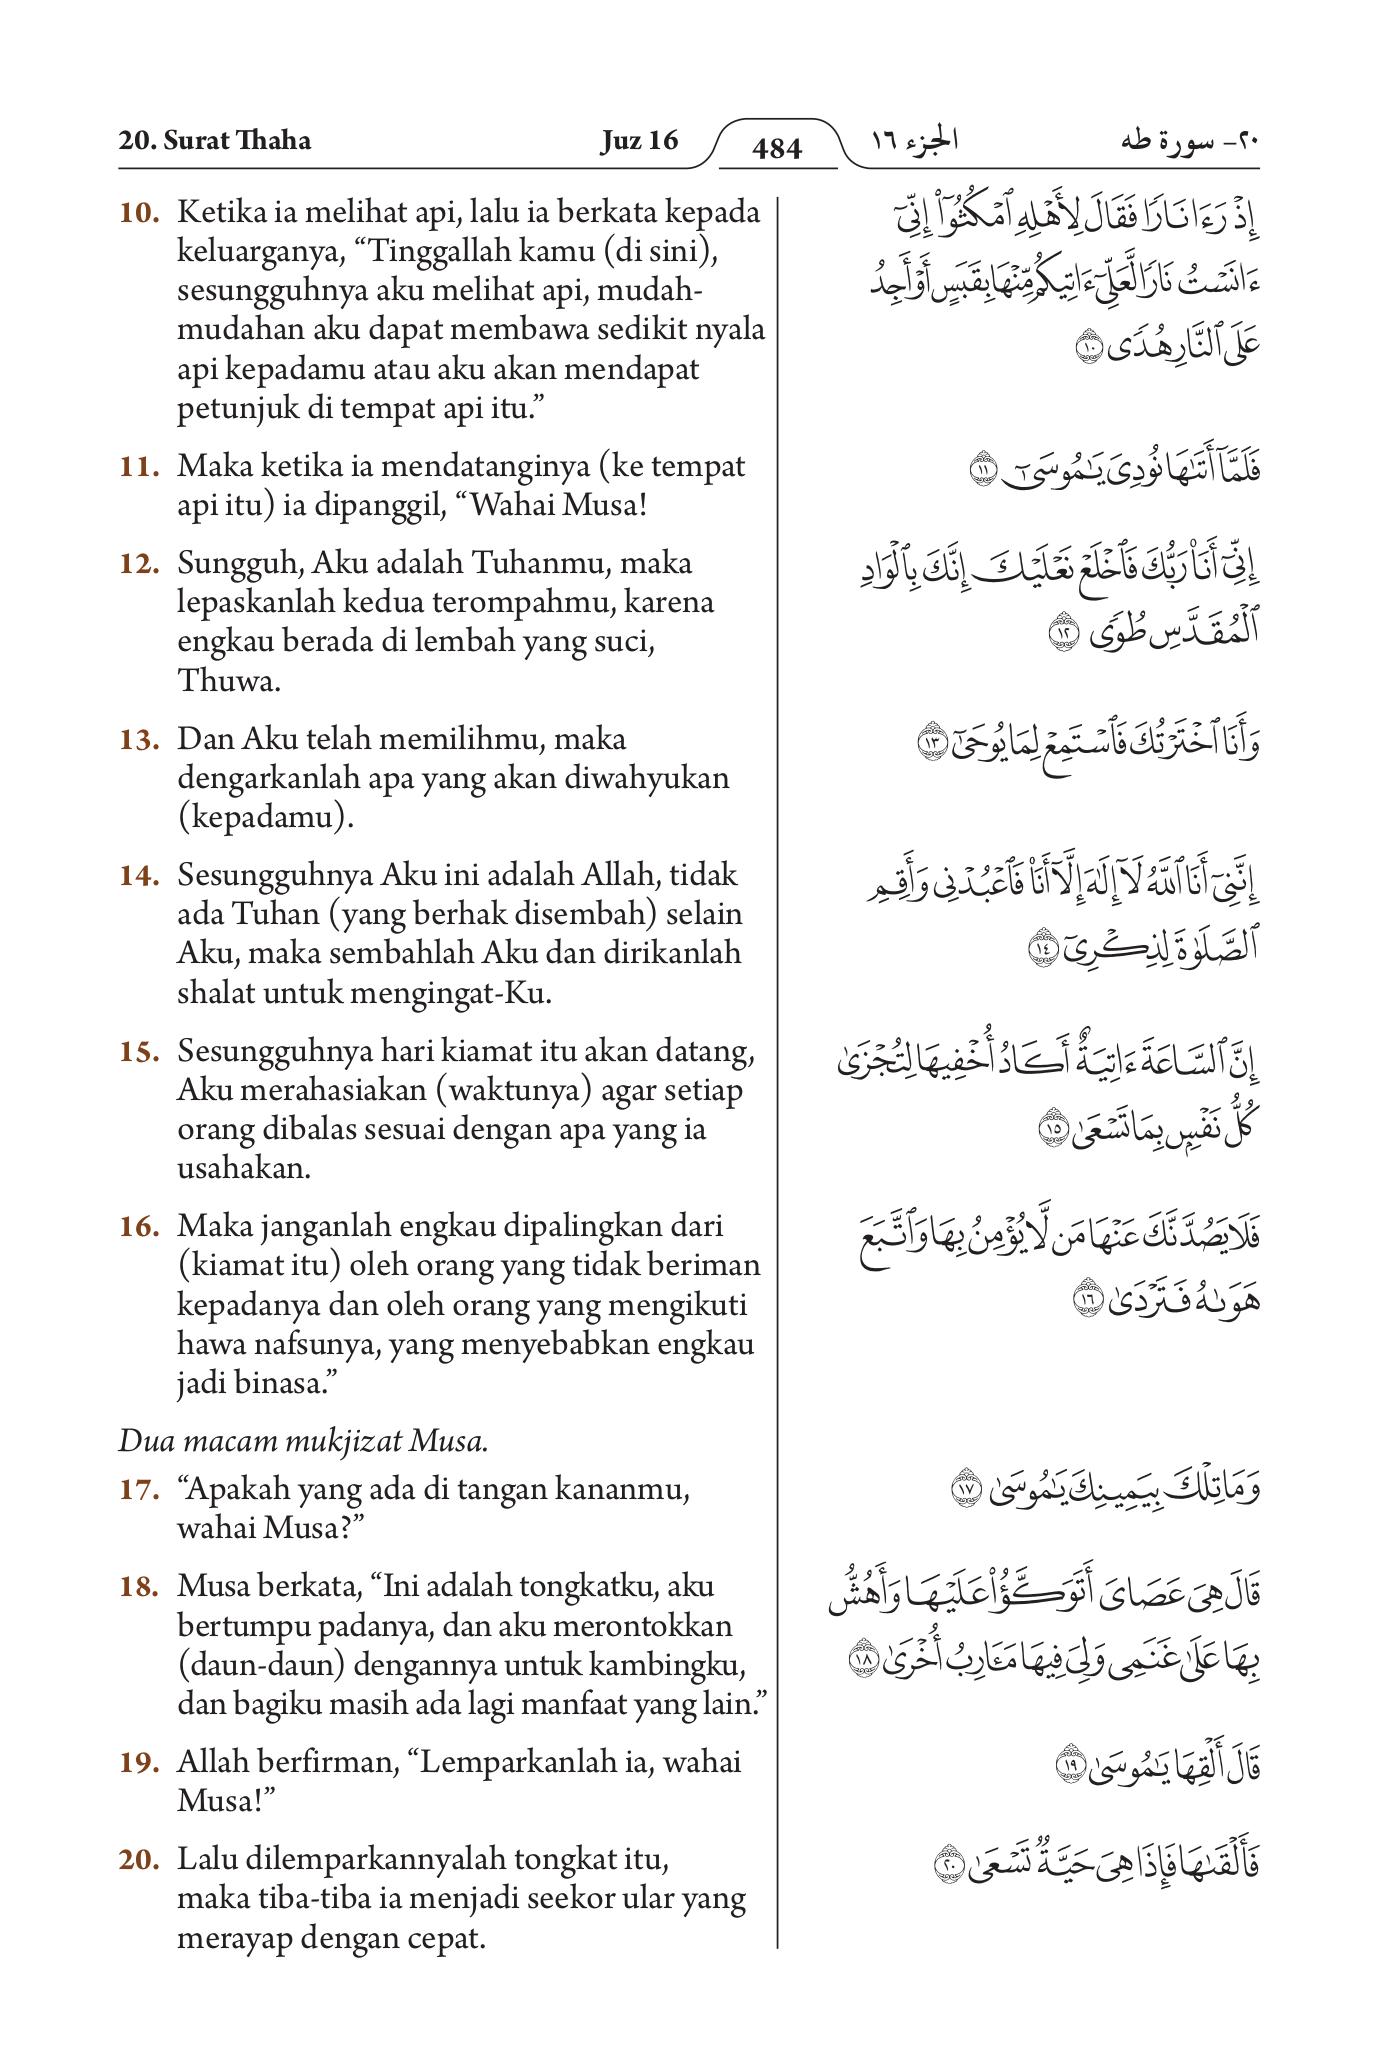 20. Surat Thaha
Juz 16
484
الجزء ١٦
٢٠- سورة طه
10. Ketika ia melihat api, lalu ia berkata kepada
keluarganya, “Tinggallah kamu (di sini),
sesungguhnya aku melihat api, mudah-
mudahan aku dapat membawa sedikit nyala
api kepadamu atau aku akan mendapat
petunjuk di tempat api itu.”
11. Maka ketika ia mendatanginya (ke tempat
api itu) ia dipanggil, “Wahai Musa!
12. Sungguh, Aku adalah Tuhanmu, maka
lepaskanlah kedua terompahmu, karena
engkau berada di lembah yang suci,
Thuwa.
13. Dan Aku telah memilihmu, maka
dengarkanlah apa yang akan diwahyukan
(kepadamu).
14. Sesungguhnya Aku ini adalah Allah, tidak
ada Tuhan (yang berhak disembah) selain
Aku, maka sembahlah Aku dan dirikanlah
shalat untuk mengingat-Ku.
15. Sesungguhnya hari kiamat itu akan datang,
Aku merahasiakan (waktunya) agar setiap
orang dibalas sesuai dengan apa yang ia
usahakan.
16. Maka janganlah engkau dipalingkan dari
(kiamat itu) oleh orang yang tidak beriman
kepadanya dan oleh orang yang mengikuti
hawa nafsunya, yang menyebabkan engkau
jadi binasa.”
Dua macam mukjizat Musa.
17. “Apakah yang ada di tangan kananmu,
wahai Musa?”
18. Musa berkata, “Ini adalah tongkatku, aku
bertumpu padanya, dan aku merontokkan
(daun-daun) dengannya untuk kambingku,
dan bagiku masih ada lagi manfaat yang lain.”
19. Allah berfirman, “Lemparkanlah ia, wahai
Musa!”
20. Lalu dilemparkannyalah tongkat itu,
maka tiba-tiba ia menjadi seekor ular yang
merayap dengan cepat.
إِذْ رَءَا نَارًا فَقَالَ لِأَهْلِهِ ٱمْكُثُوٓا۟ إِنِّىٓ
ءَانَسْتُ نَارًا لَّعَلِّىٓ ءَاتِيكُم مِّنْهَا بِقَبَسٍ أَوْ أَجِدُ
عَلَى ٱلنَّارِ هُدًى ١٠
فَلَمَّآ أَتَىٰهَا نُودِىَ يَـٰمُوسَىٰٓ ١١
إِنِّىٓ أَنَا۠ رَبُّكَ فَٱخْلَعْ نَعْلَيْكَ إِنَّكَ بِٱلْوَادِ
ٱلْمُقَدَّسِ طُوًى ١٢
وَأَنَا ٱخْتَرْتُكَ فَٱسْتَمِعْ لِمَا يُوحَىٰٓ ١٣
إِنَّنِىٓ أَنَا ٱللَّهُ لَآ إِلَـٰهَ إِلَّآ أَنَا۠ فَٱعْبُدْنِى وَأَقِمِ
ٱلصَّلَوٰةَ لِذِكْرِىٓ ١٤
إِنَّ ٱلسَّاعَةَ ءَاتِيَةٌ أَكَادُ أُخْفِيهَا لِتُجْزَىٰ
كُلُّ نَفْسٍۭ بِمَا تَسْعَىٰ ١٥
فَلَا يَصُدَّنَّكَ عَنْهَا مَن لَّا يُؤْمِنُ بِهَا وَٱتَّبَعَ
هَوَىٰهُ فَتَرْدَىٰ ١٦
وَمَا تِلْكَ بِيَمِينِكَ يَـٰمُوسَىٰ ١٧
قَالَ هِىَ عَصَاىَ أَتَوَكَّؤُا۟ عَلَيْهَا وَأَهُشُّ
بِهَا عَلَىٰ غَنَمِى وَلِىَ فِيهَا مَـَٔارِبُ أُخْرَىٰ ١٨
قَالَ أَلْقِهَا يَـٰمُوسَىٰ ١٩
فَأَلْقَىٰهَا فَإِذَا هِىَ حَيَّةٌ تَسْعَىٰ ٢٠